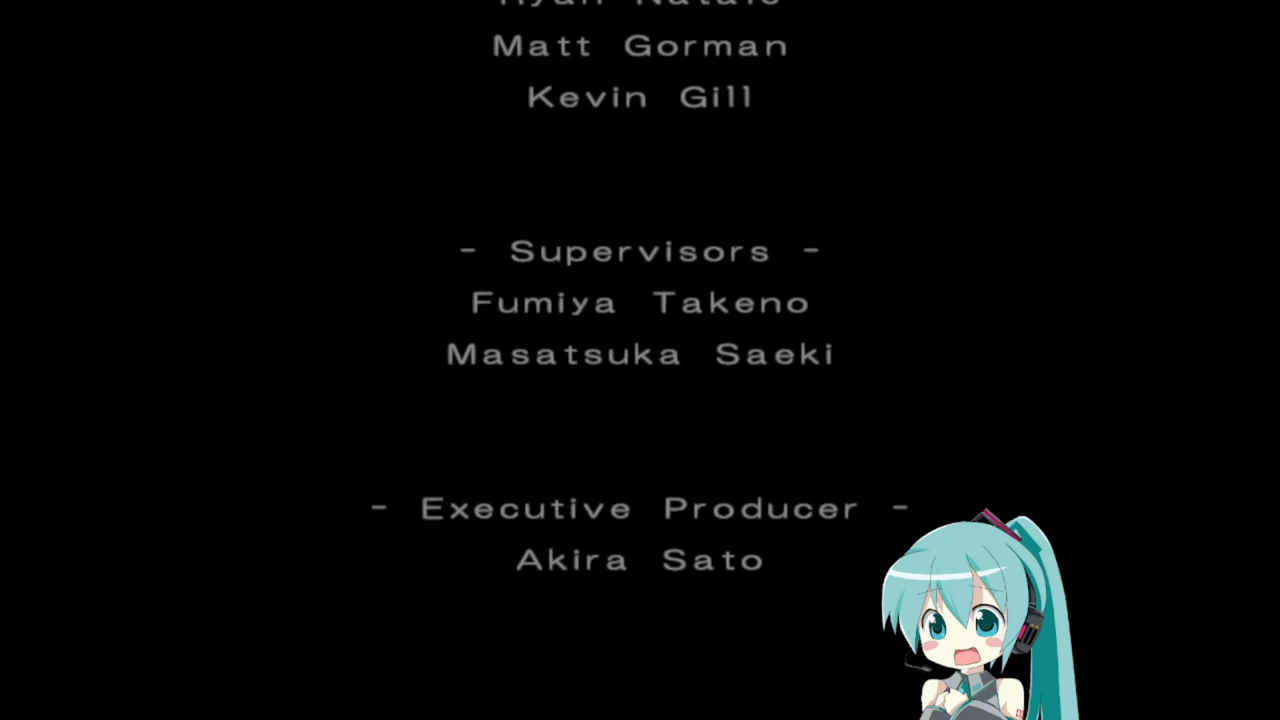 Matt Gorman
Kevin Gill
- Supervisors -
Fumiya Takeno
Masatsuka Saeki
- Executive Producer -
Akira Sato